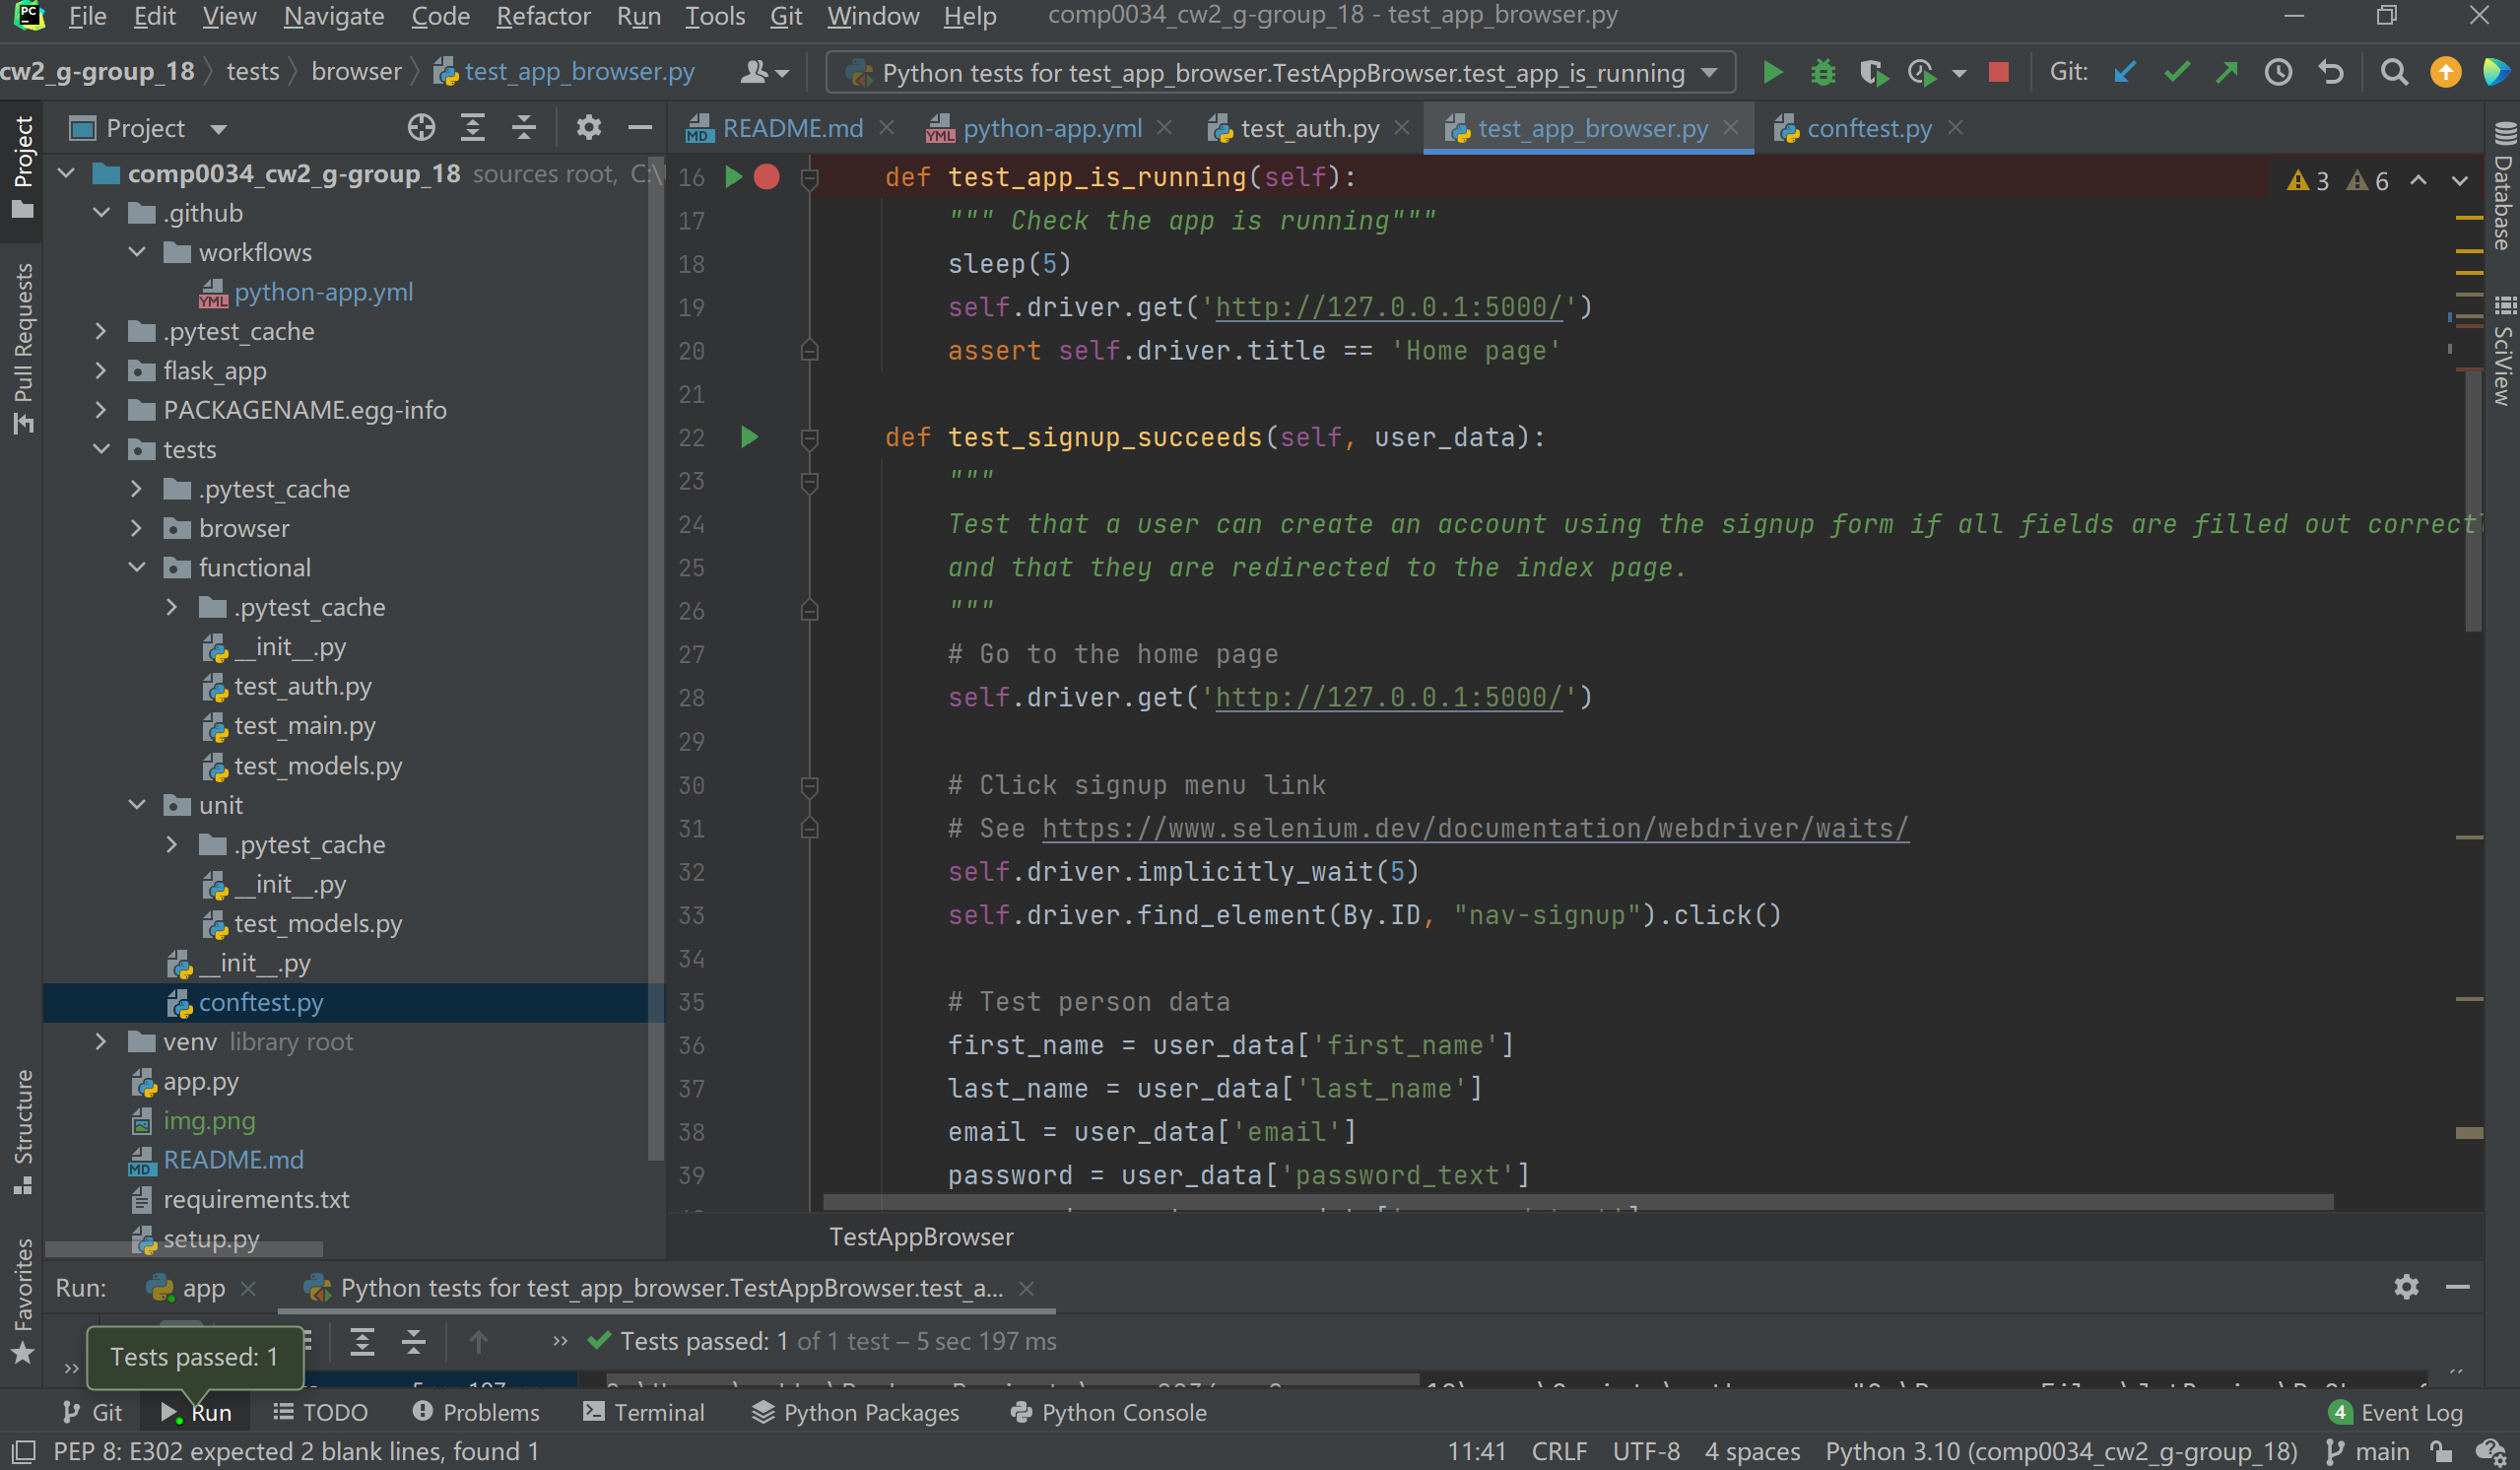 PC
File Edit View Navigate Code Refactor Run Tools Git Window Help comp0034_cw2_g-group_18 - test_app_browser.py
cw2_g-group_18 tests browser test_app_browser.py Python tests for test_app_browser.TestAppBrowser.test_app_is_running Git:
Project
README.md python-app.yml test_auth.py test_app_browser.py conftest.py
Project
Pull Requests
Structure
Favorites
comp0034_cw2_g-group_18 sources root, C:\
.github
workflows
python-app.yml
.pytest_cache
flask_app
PACKAGENAME.egg-info
tests
.pytest_cache
browser
functional
.pytest_cache
__init__.py
test_auth.py
test_main.py
test_models.py
unit
.pytest_cache
__init__.py
test_models.py
__init__.py
conftest.py
venv library root
app.py
img.png
README.md
requirements.txt
setup.py
16 def test_app_is_running(self):
17 """ Check the app is running"""
18 sleep(5)
19 self.driver.get('http://127.0.0.1:5000/')
20 assert self.driver.title == 'Home page'
21
22 def test_signup_succeeds(self, user_data):
23 """
24 Test that a user can create an account using the signup form if all fields are filled out correctl
25 and that they are redirected to the index page.
26 """
27 # Go to the home page
28 self.driver.get('http://127.0.0.1:5000/')
29
30 # Click signup menu link
31 # See https://www.selenium.dev/documentation/webdriver/waits/
32 self.driver.implicitly_wait(5)
33 self.driver.find_element(By.ID, "nav-signup").click()
34
35 # Test person data
36 first_name = user_data['first_name']
37 last_name = user_data['last_name']
38 email = user_data['email']
39 password = user_data['password_text']
3 6
Database
SciView
TestAppBrowser
Run: app Python tests for test_app_browser.TestAppBrowser.test_a...
Tests passed: 1 of 1 test – 5 sec 197 ms
Tests passed: 1
Git Run TODO Problems Terminal Python Packages Python Console 4 Event Log
PEP 8: E302 expected 2 blank lines, found 1 11:41 CRLF UTF-8 4 spaces Python 3.10 (comp0034_cw2_g-group_18) main